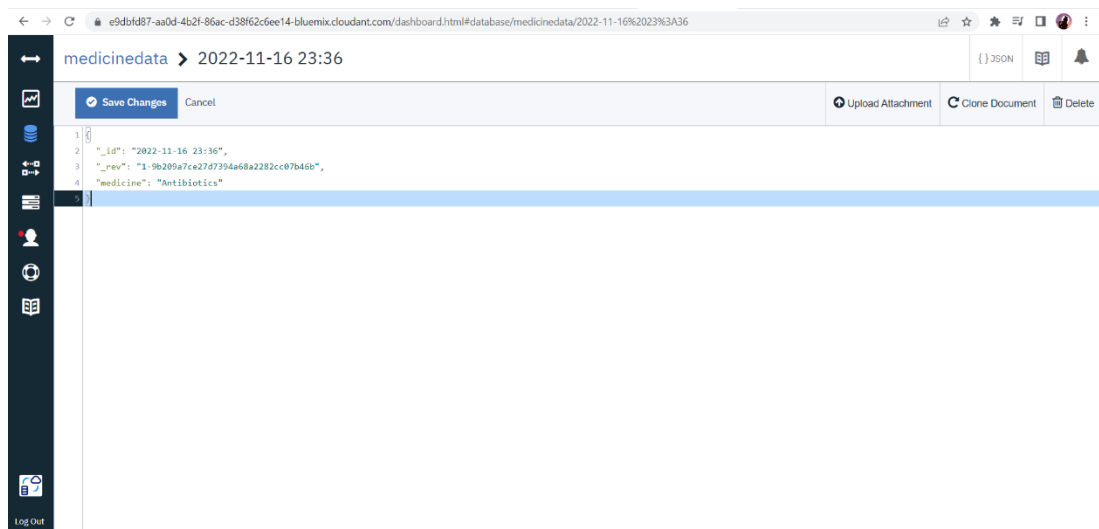 e9dbfd87-aa0d-4b2f-86ac-d38f62c6ee14-bluemix.cloudant.com/dashboard.html#database/medicinedata/2022-11-16%2023%3A36
medicinedata > 2022-11-16 23:36
{ } JSON
Save Changes Cancel Upload Attachment Clone Document Delete
1 {
2 "_id": "2022-11-16 23:36",
3 "_rev": "1-9b209a7ce27d7394a68a2282cc07b46b",
4 "medicine": "Antibiotics"
5 }
Log Out